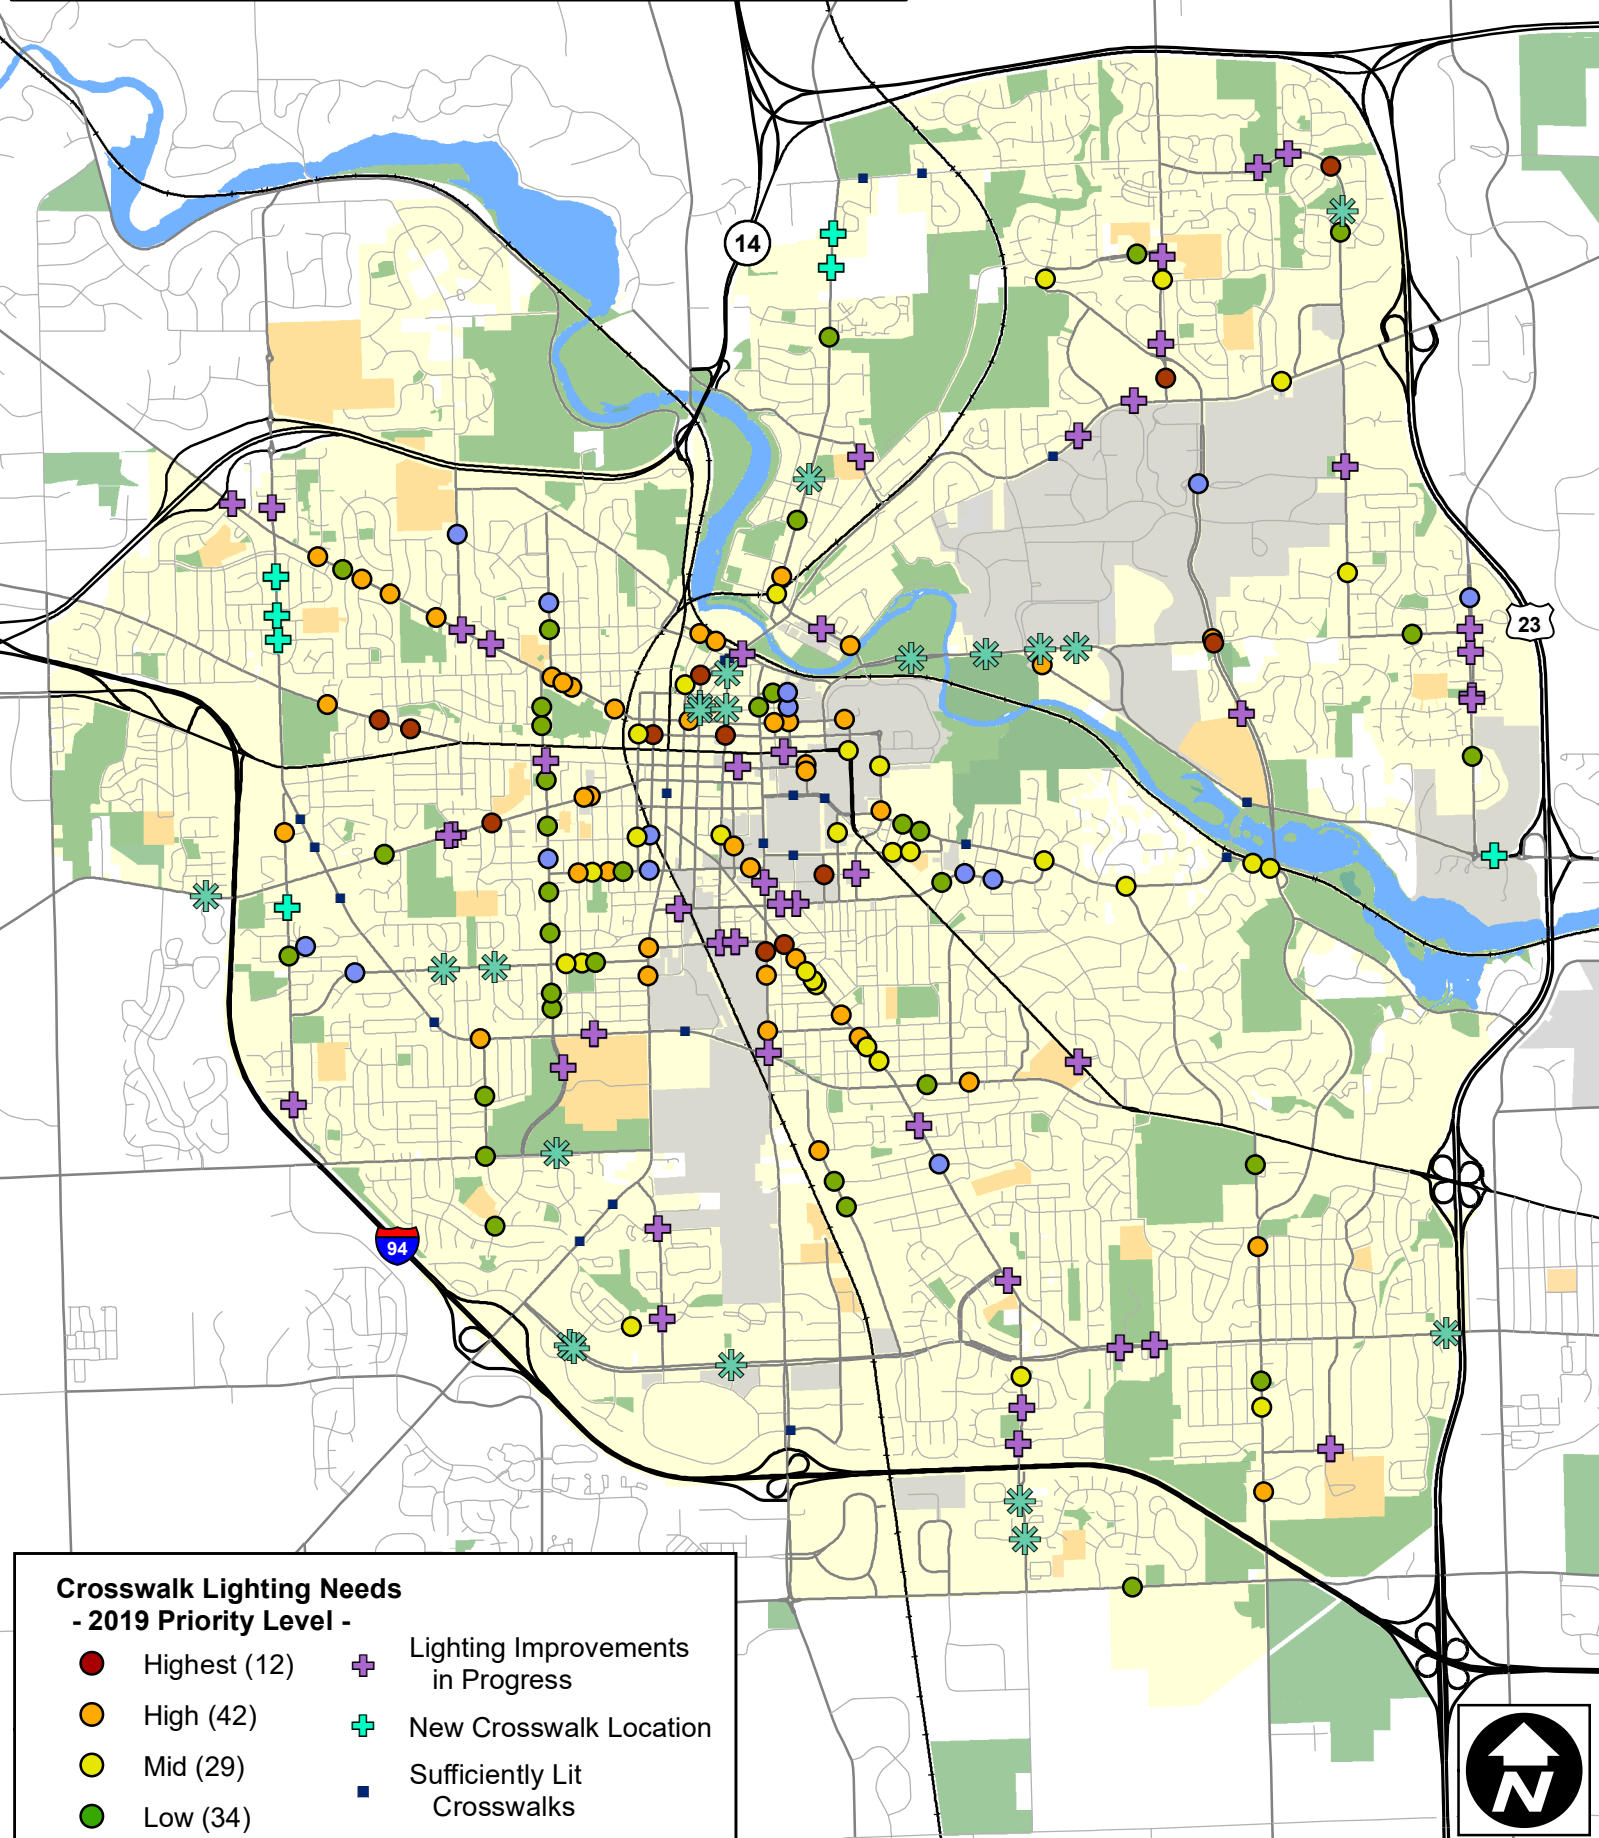 14
23
94
Crosswalk Lighting Needs
- 2019 Priority Level -
Highest (12)
High (42)
Mid (29)
Low (34)
Lighting Improvements
in Progress
New Crosswalk Location
Sufficiently Lit
Crosswalks
N